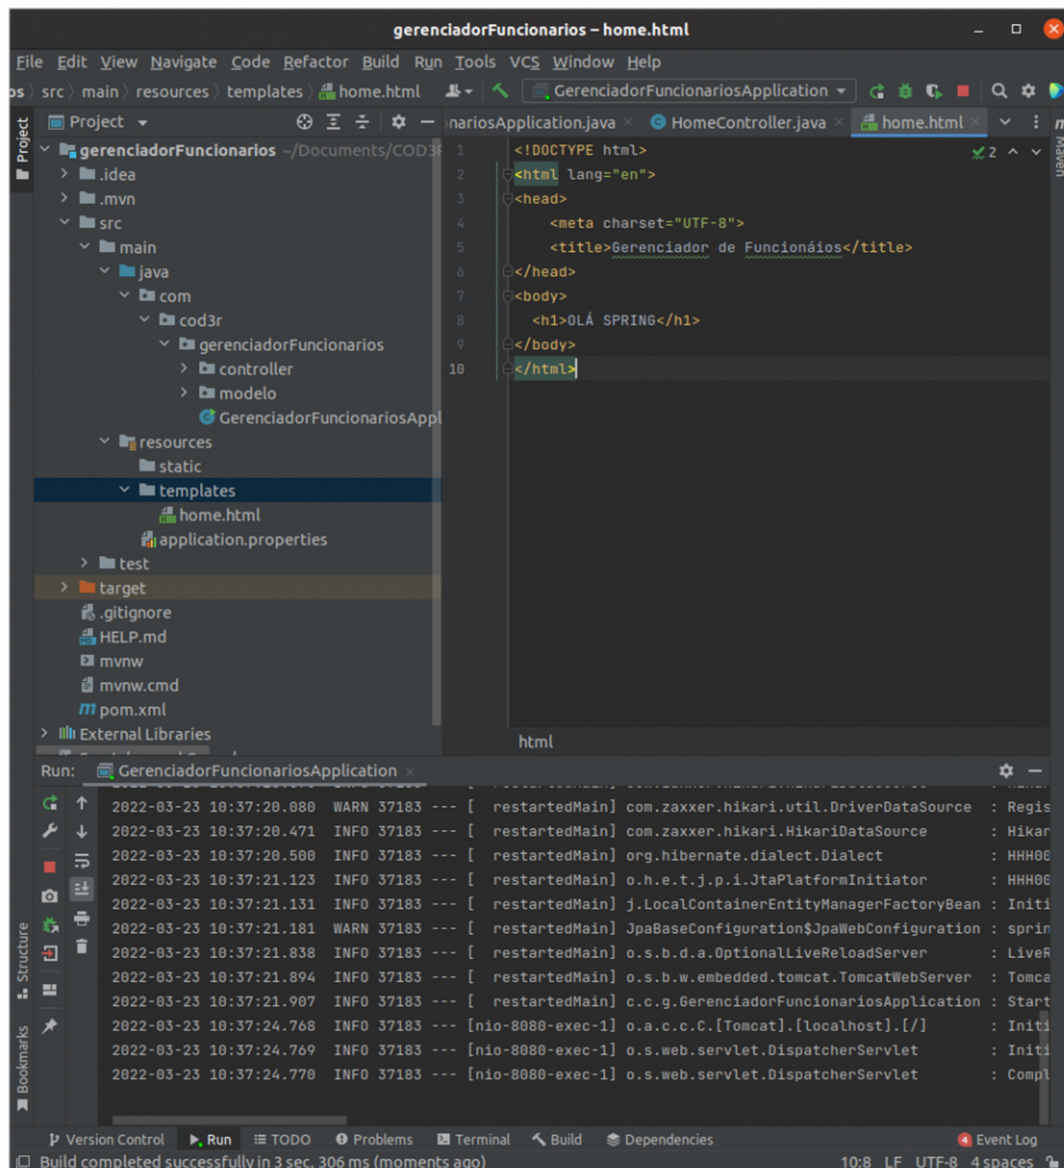 gerenciadorFuncionarios – home.html
File Edit View Navigate Code Refactor Build Run Tools VCS Window Help
os src main resources templates home.html GerenciadorFuncionariosApplication
Project nariosApplication.java HomeController.java home.html
Project
Maven
gerenciadorFuncionarios ~/Documents/COD3R
.idea
.mvn
src
main
java
com
cod3r
gerenciadorFuncionarios
controller
modelo
GerenciadorFuncionariosAppl
resources
static
templates
home.html
application.properties
test
target
.gitignore
HELP.md
mvnw
mvnw.cmd
pom.xml
External Libraries
2
1 <!DOCTYPE html>
2 <html lang="en">
3 <head>
4 <meta charset="UTF-8">
5 <title>Gerenciador de Funcionáios</title>
6 </head>
7 <body>
8 <h1>OLÁ SPRING</h1>
9 </body>
10 </html>
html
Run: GerenciadorFuncionariosApplication
2022-03-23 10:37:20.080 WARN 37183 --- [ restartedMain] com.zaxxer.hikari.util.DriverDataSource : Regis
2022-03-23 10:37:20.471 INFO 37183 --- [ restartedMain] com.zaxxer.hikari.HikariDataSource : Hikar
2022-03-23 10:37:20.500 INFO 37183 --- [ restartedMain] org.hibernate.dialect.Dialect : HHH00
2022-03-23 10:37:21.123 INFO 37183 --- [ restartedMain] o.h.e.t.j.p.i.JtaPlatformInitiator : HHH00
2022-03-23 10:37:21.131 INFO 37183 --- [ restartedMain] j.LocalContainerEntityManagerFactoryBean : Initi
2022-03-23 10:37:21.181 WARN 37183 --- [ restartedMain] JpaBaseConfiguration$JpaWebConfiguration : sprin
2022-03-23 10:37:21.838 INFO 37183 --- [ restartedMain] o.s.b.d.a.OptionalLiveReloadServer : LiveR
2022-03-23 10:37:21.894 INFO 37183 --- [ restartedMain] o.s.b.w.embedded.tomcat.TomcatWebServer : Tomca
2022-03-23 10:37:21.907 INFO 37183 --- [ restartedMain] c.c.g.GerenciadorFuncionariosApplication : Start
2022-03-23 10:37:24.768 INFO 37183 --- [nio-8080-exec-1] o.a.c.c.C.[Tomcat].[localhost].[/] : Initi
2022-03-23 10:37:24.769 INFO 37183 --- [nio-8080-exec-1] o.s.web.servlet.DispatcherServlet : Initi
2022-03-23 10:37:24.770 INFO 37183 --- [nio-8080-exec-1] o.s.web.servlet.DispatcherServlet : Compl
Structure
Bookmarks
Version Control Run TODO Problems Terminal Build Dependencies 4 Event Log
Build completed successfully in 3 sec, 306 ms (moments ago) 10:8 LF UTF-8 4 spaces